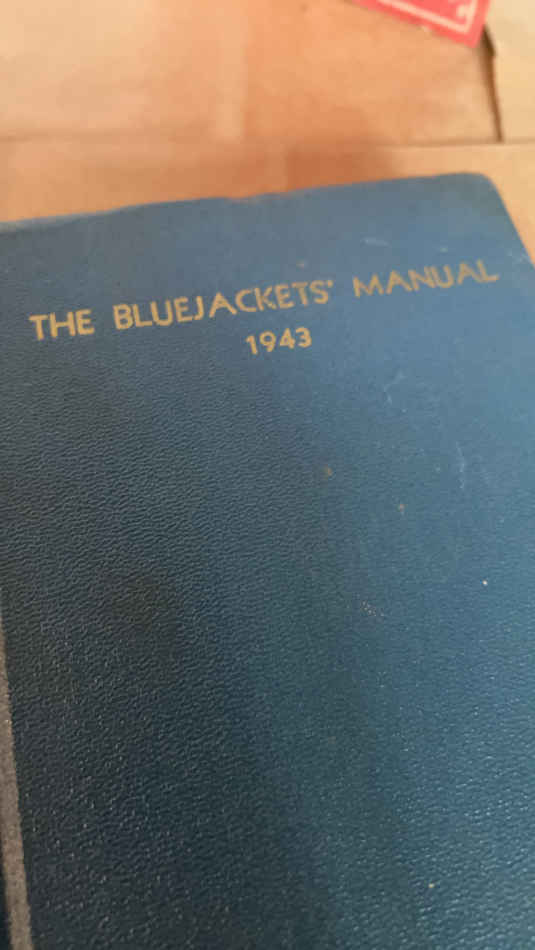 THE BLUEJACKETS' MANUAL
1943